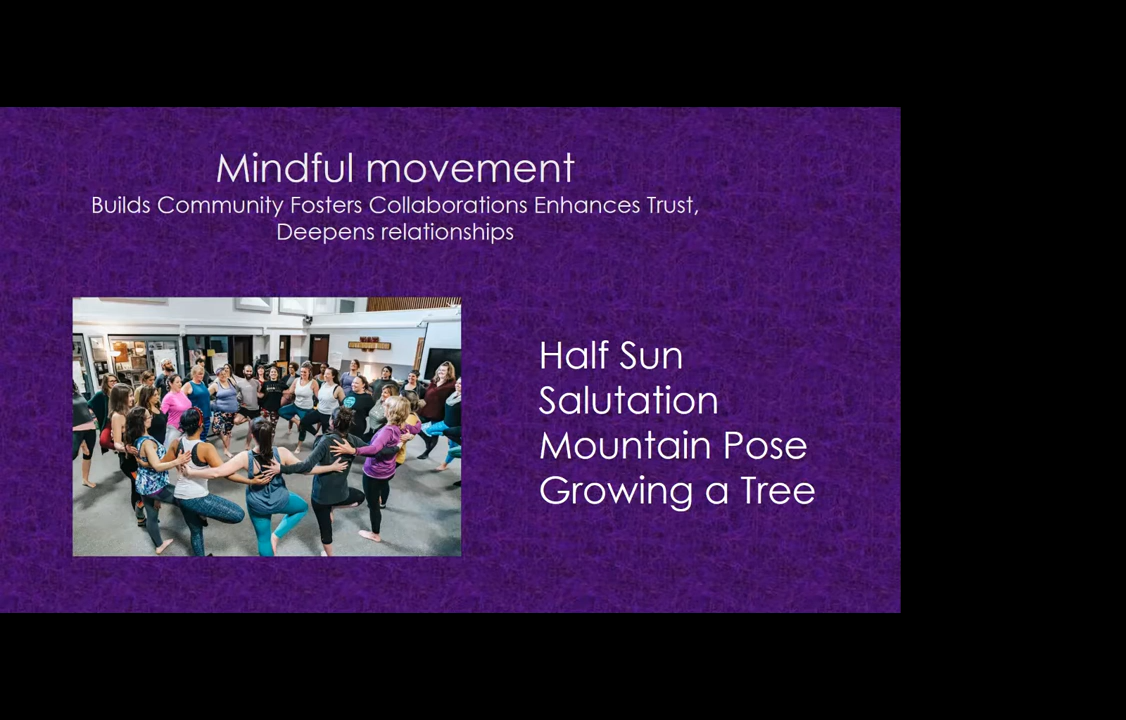 Mindful movement
Builds Community Fosters Collaborations Enhances Trust,
Deepens relationships
Half Sun
Salutation
Mountain Pose
Growing a Tree